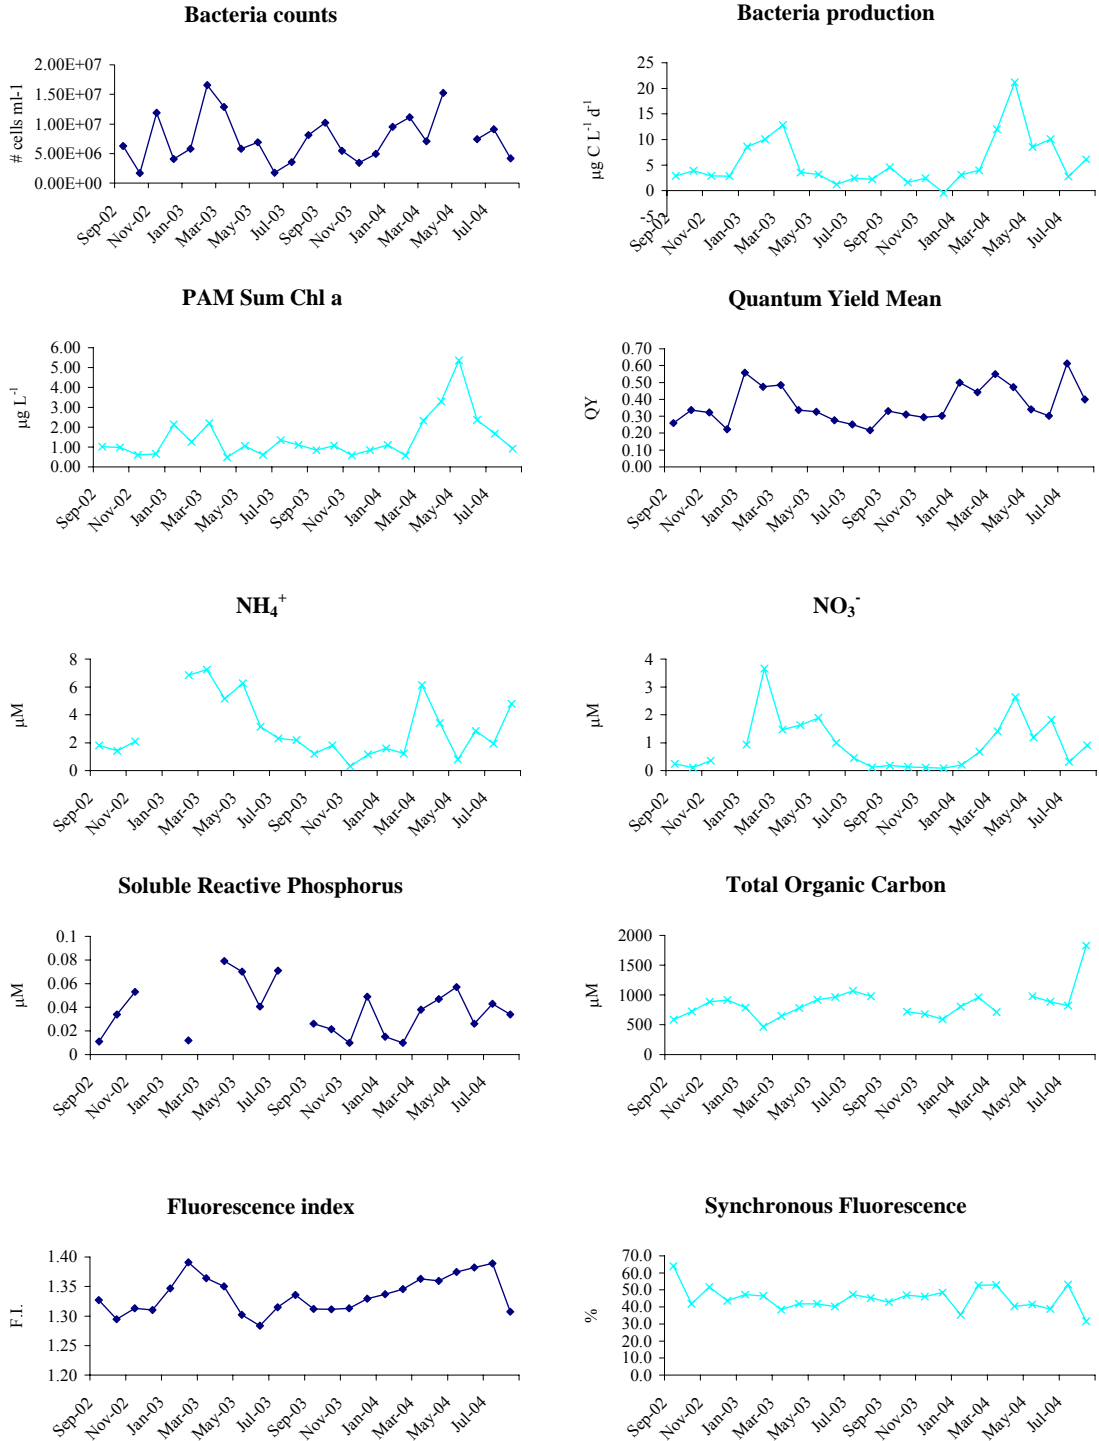 Bacteria counts
# cells ml-1
2.00E+07
1.50E+07
1.00E+07
5.00E+06
0.00E+00
Sep-02 Nov-02 Jan-03 Mar-03 May-03 Jul-03 Sep-03 Nov-03 Jan-04 Mar-04 May-04 Jul-04
Bacteria production
µg C L⁻¹ d⁻¹
25
20
15
10
5
0
-5
Sep-02 Nov-02 Jan-03 Mar-03 May-03 Jul-03 Sep-03 Nov-03 Jan-04 Mar-04 May-04 Jul-04
PAM Sum Chl a
µg L⁻¹
6.00
5.00
4.00
3.00
2.00
1.00
0.00
Sep-02 Nov-02 Jan-03 Mar-03 May-03 Jul-03 Sep-03 Nov-03 Jan-04 Mar-04 May-04 Jul-04
Quantum Yield Mean
QY
0.70
0.60
0.50
0.40
0.30
0.20
0.10
0.00
Sep-02 Nov-02 Jan-03 Mar-03 May-03 Jul-03 Sep-03 Nov-03 Jan-04 Mar-04 May-04 Jul-04
NH₄⁺
µM
8
6
4
2
0
Sep-02 Nov-02 Jan-03 Mar-03 May-03 Jul-03 Sep-03 Nov-03 Jan-04 Mar-04 May-04 Jul-04
NO₃⁻
µM
4
3
2
1
0
Sep-02 Nov-02 Jan-03 Mar-03 May-03 Jul-03 Sep-03 Nov-03 Jan-04 Mar-04 May-04 Jul-04
Soluble Reactive Phosphorus
µM
0.1
0.08
0.06
0.04
0.02
0
Sep-02 Nov-02 Jan-03 Mar-03 May-03 Jul-03 Sep-03 Nov-03 Jan-04 Mar-04 May-04 Jul-04
Total Organic Carbon
µM
2000
1500
1000
500
0
Sep-02 Nov-02 Jan-03 Mar-03 May-03 Jul-03 Sep-03 Nov-03 Jan-04 Mar-04 May-04 Jul-04
Fluorescence index
F.I.
1.40
1.35
1.30
1.25
1.20
Sep-02 Nov-02 Jan-03 Mar-03 May-03 Jul-03 Sep-03 Nov-03 Jan-04 Mar-04 May-04 Jul-04
Synchronous Fluorescence
%
70.0
60.0
50.0
40.0
30.0
20.0
10.0
0.0
Sep-02 Nov-02 Jan-03 Mar-03 May-03 Jul-03 Sep-03 Nov-03 Jan-04 Mar-04 May-04 Jul-04